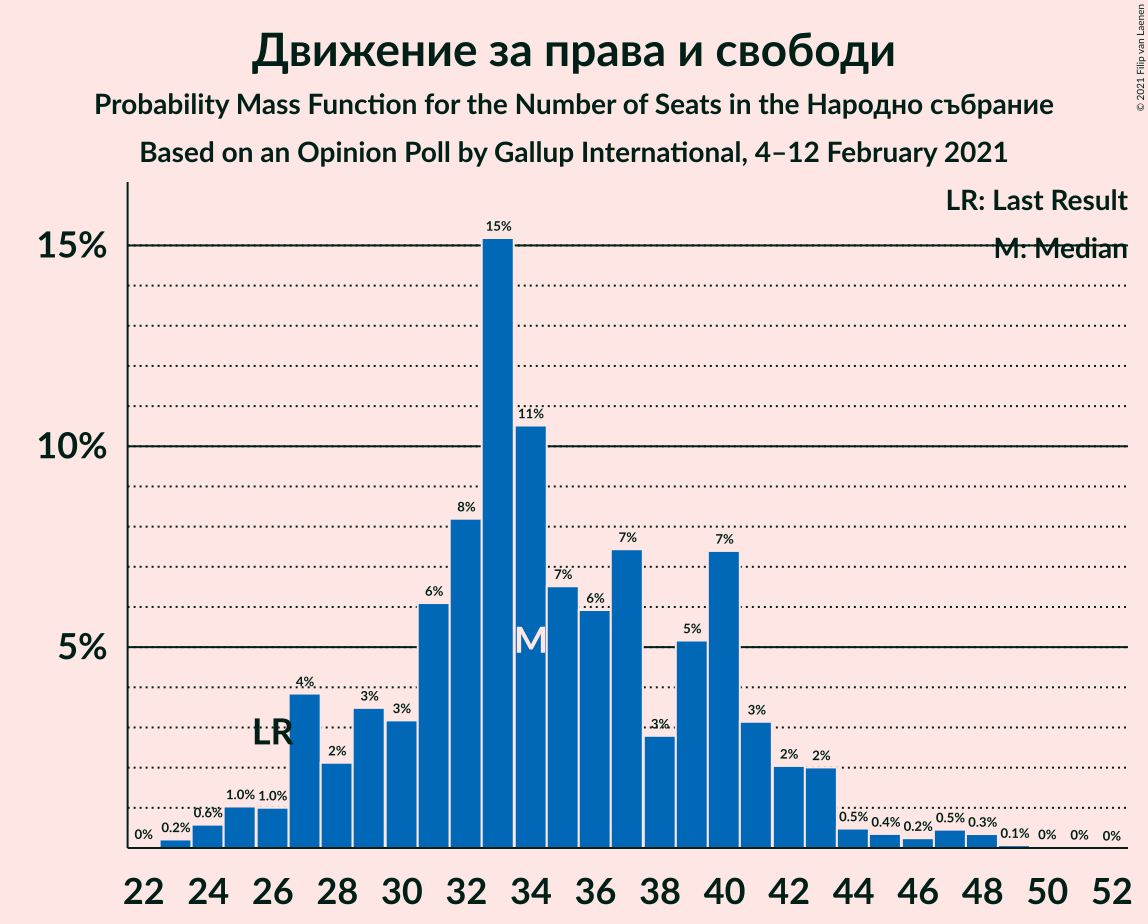 Движение за права и свободи
Probability Mass Function for the Number of Seats in the Народно събрание
Based on an Opinion Poll by Gallup International, 4–12 February 2021
© 2021 Filip van Laenen
LR: Last Result
M: Median
15%
10%
5%
0% 0.2% 0.6% 1.0% 1.0% 4% 2% 3% 3% 6% 8% 15% 11% 7% 6% 7% 3% 5% 7% 3% 2% 2% 0.5% 0.4% 0.2% 0.5% 0.3% 0.1% 0% 0% 0%
LR
M
22 24 26 28 30 32 34 36 38 40 42 44 46 48 50 52